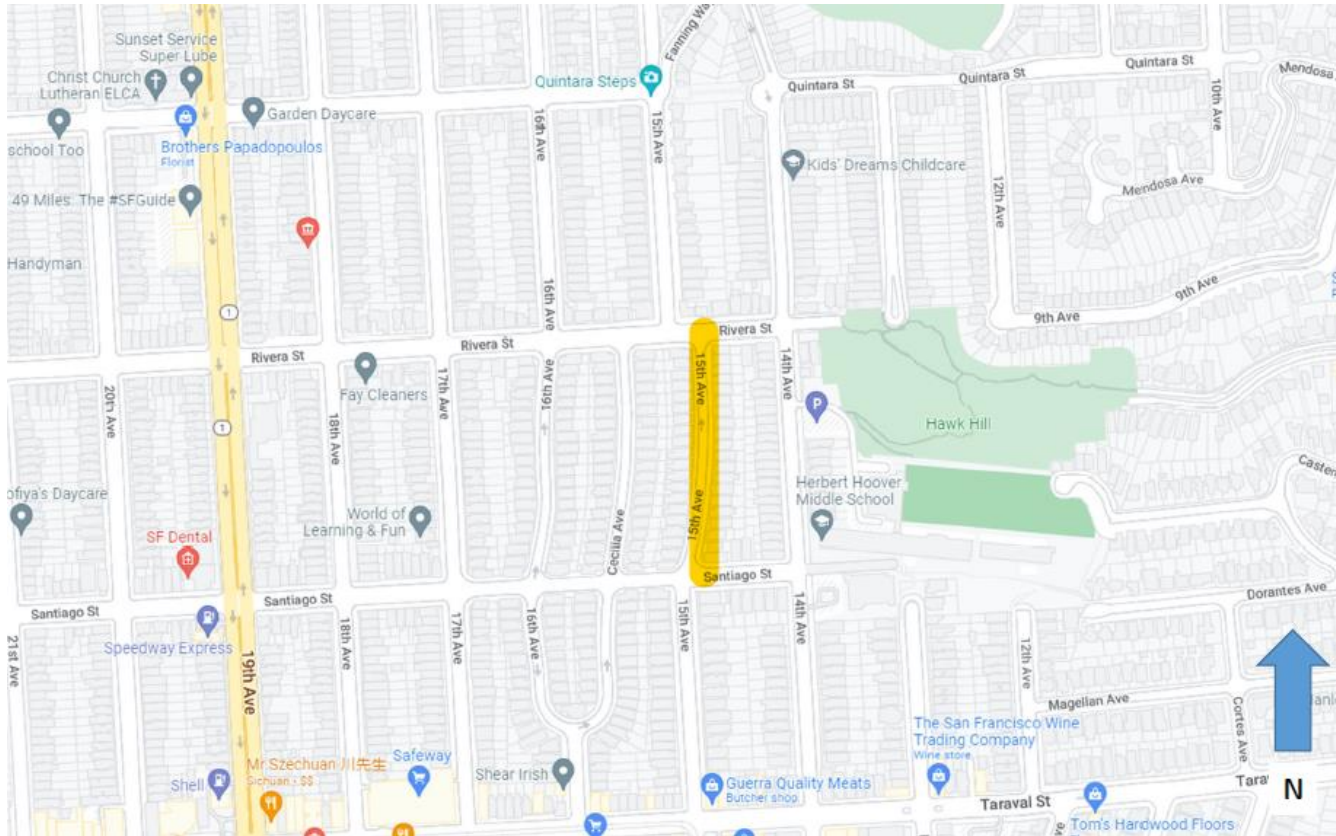 Sunset Service
Super Lube
Christ Church
Lutheran ELCA
Garden Daycare
Quintara Steps
Fanning Way
Quintara St
Quintara St
Quintara St
Mendosa
school Too
Brothers Papadopoulos
Florist
16th Ave
15th Ave
10th Ave
Kids' Dreams Childcare
49 Miles: The #SFGuide
12th Ave
Mendosa Ave
Handyman
16th Ave
9th Ave
9th Ave
1
Rivera St
Rivera St
Rivera St
Fay Cleaners
17th Ave
16th Ave
15th Ave
14th Ave
20th Ave
1
18th Ave
P
Hawk Hill
ofiya's Daycare
World of
Learning & Fun
Cecilia Ave
15th Ave
Herbert Hoover
Middle School
Casten
SF Dental
Santiago St
Santiago St
Santiago St
Dorantes Ave
Speedway Express
21st Ave
19th Ave
18th Ave
17th Ave
16th Ave
15th Ave
14th Ave
12th Ave
Magellan Ave
Cortes Ave
The San Francisco Wine
Trading Company
Wine store
Mr Szechuan 川先生
Sichuan • $$
Safeway
Shell
Shear Irish
Guerra Quality Meats
Butcher shop
Taraval St
Tara
N
Tom's Hardwood Floors